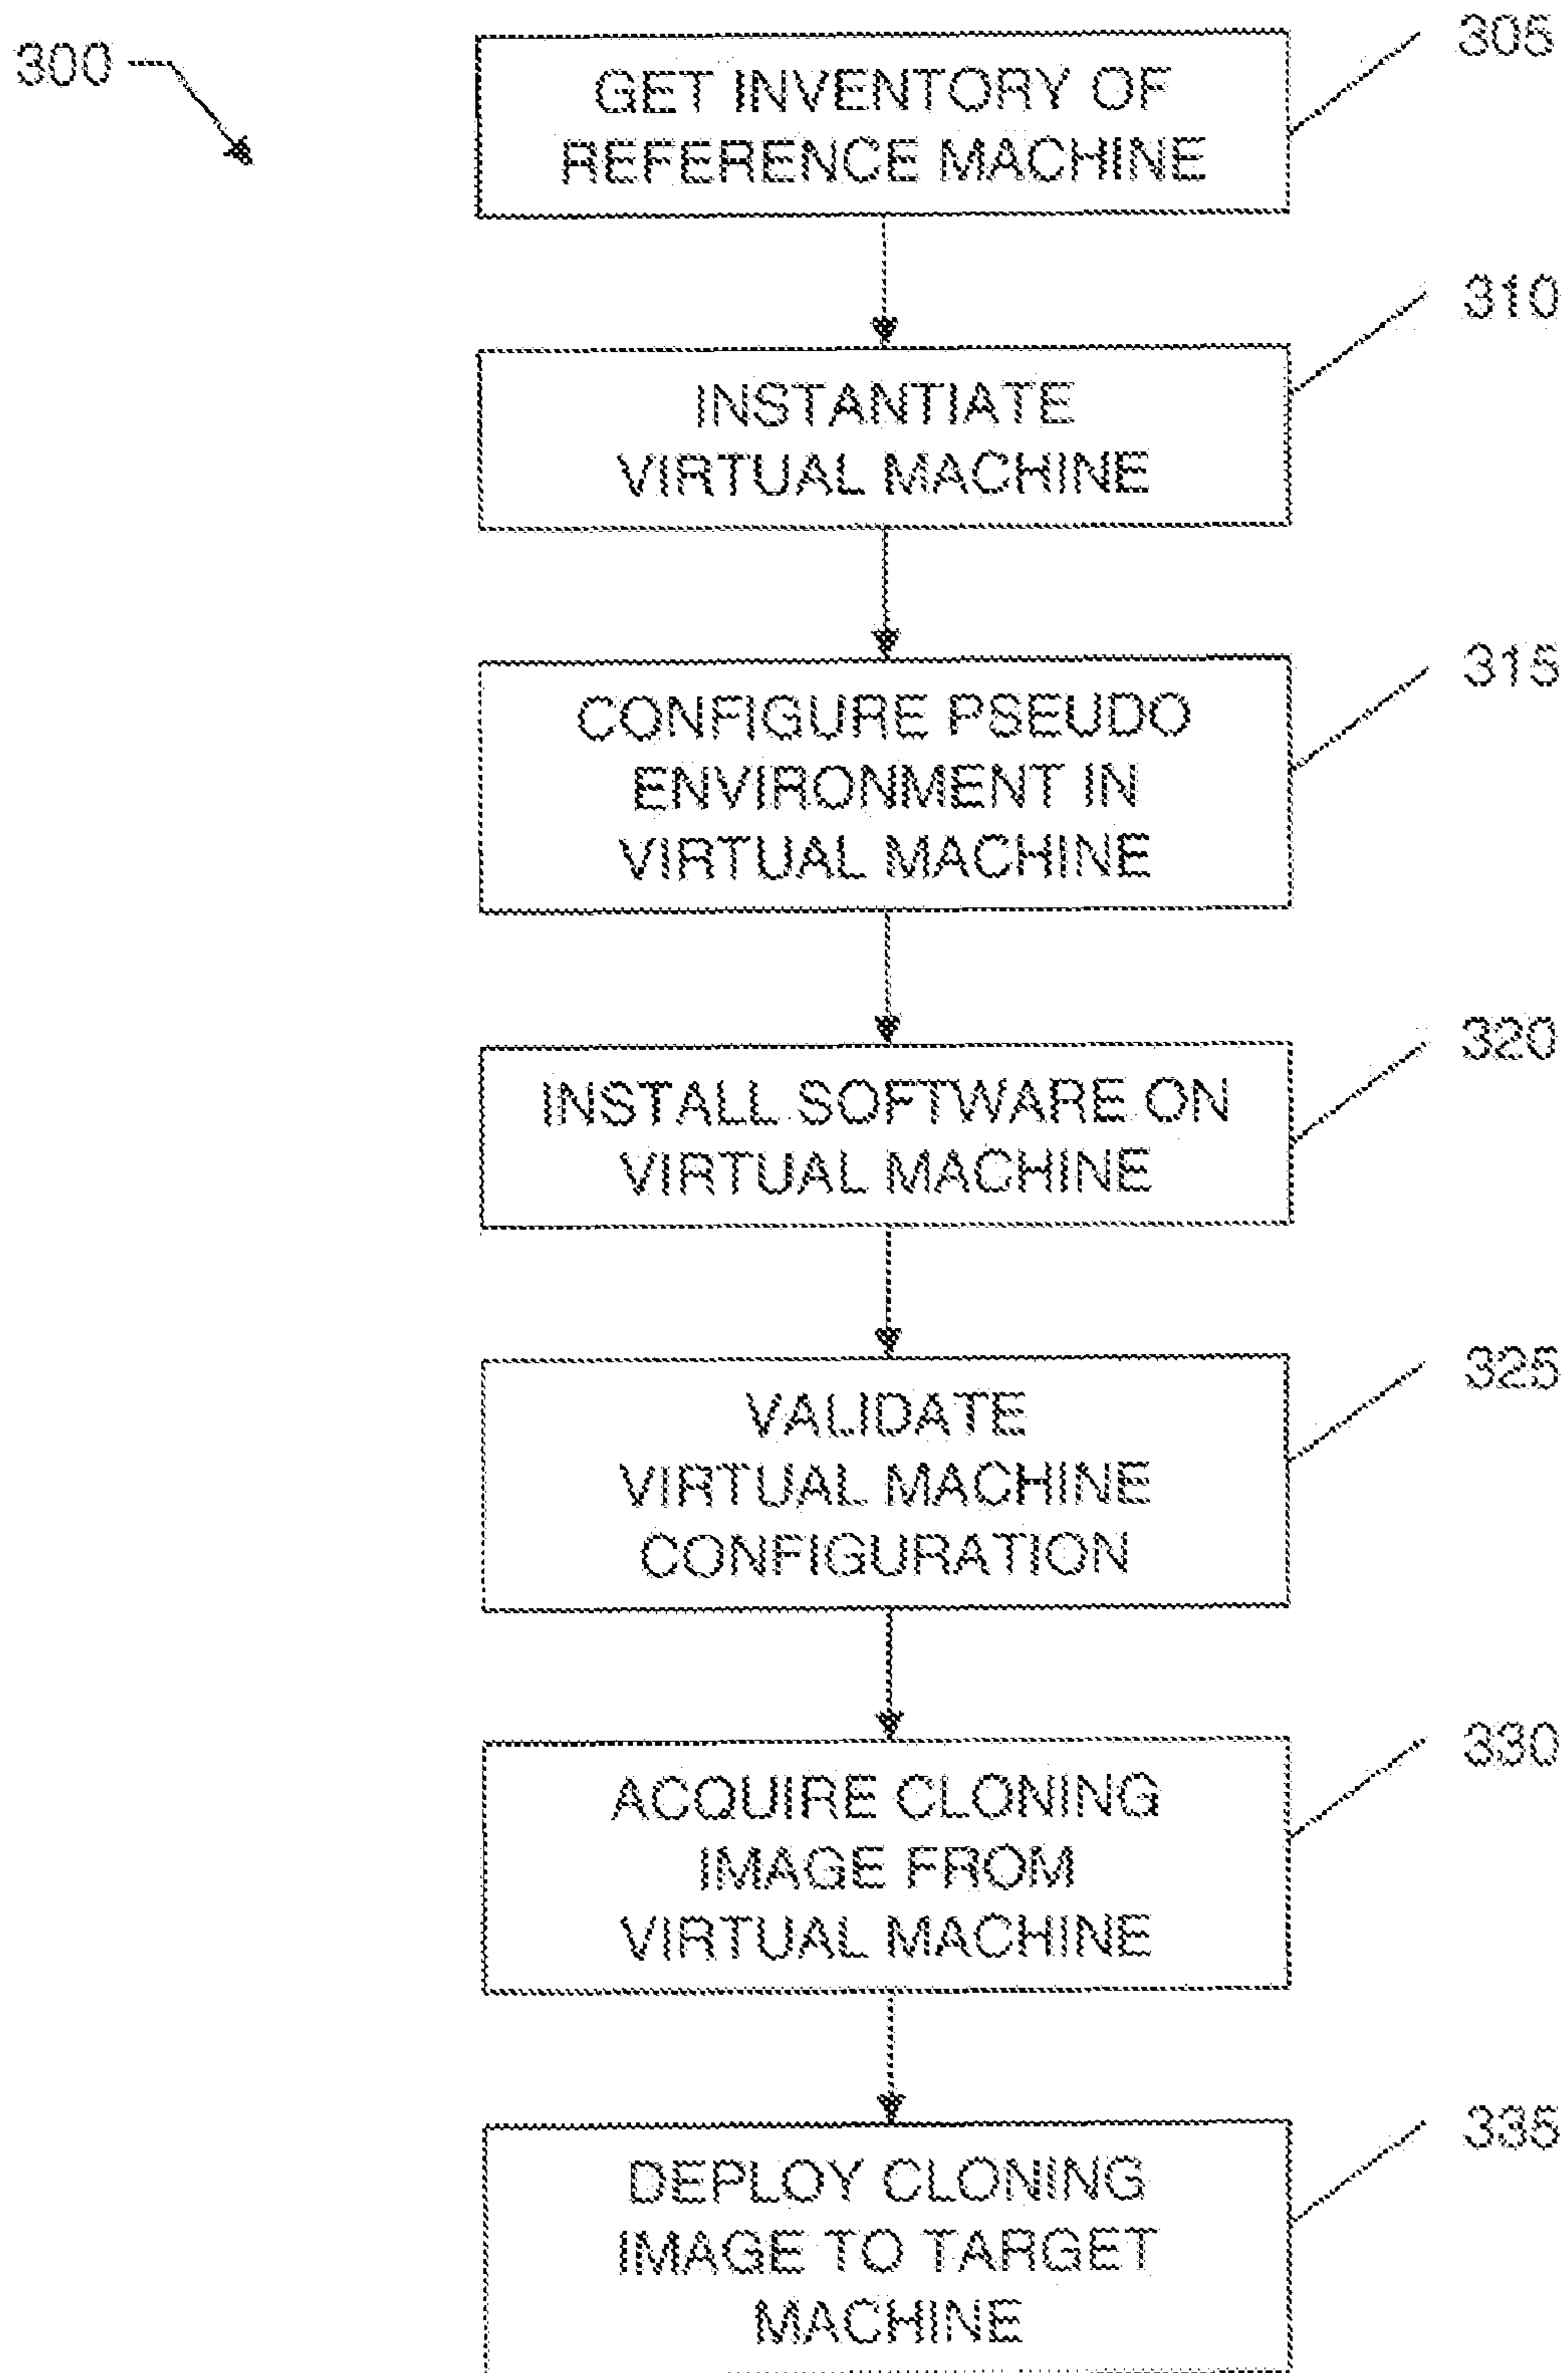 300
305
GET INVENTORY OF
REFERENCE MACHINE
310
INSTANTIATE
VIRTUAL MACHINE
315
CONFIGURE PSEUDO
ENVIRONMENT IN
VIRTUAL MACHINE
320
INSTALL SOFTWARE ON
VIRTUAL MACHINE
325
VALIDATE
VIRTUAL MACHINE
CONFIGURATION
330
ACQUIRE CLONING
IMAGE FROM
VIRTUAL MACHINE
335
DEPLOY CLONING
IMAGE TO TARGET
MACHINE